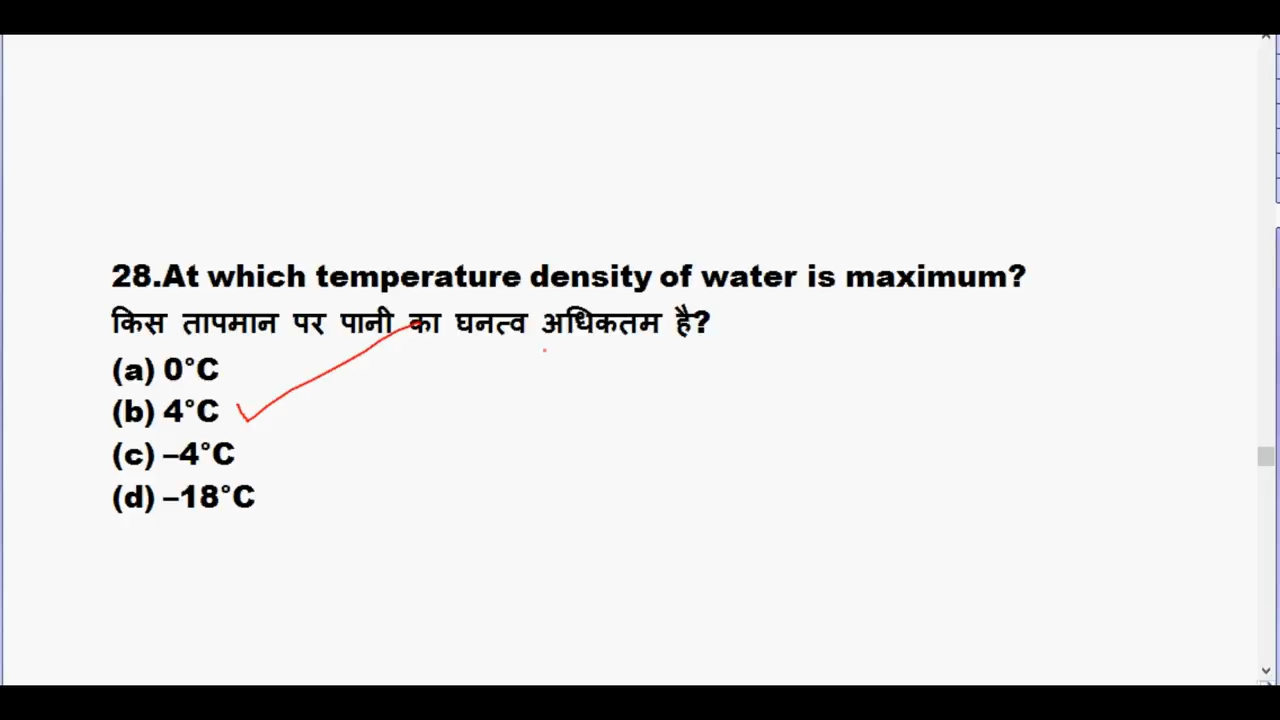 28.At which temperature density of water is maximum?
किस तापमान पर पानी का घनत्व अधिकतम है?
(a) 0°C
(b) 4°C
(c) –4°C
(d) –18°C